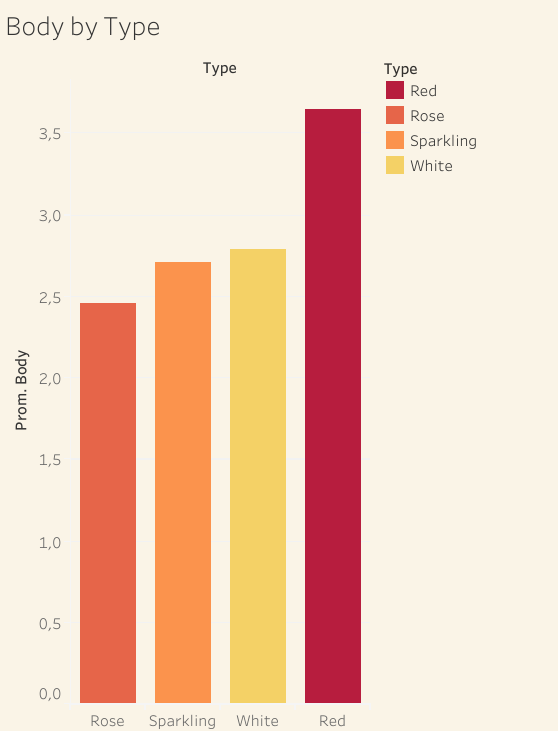 Body by Type
Type
Type
Red
Rose
Sparkling
White
3,5
3,0
2,5
2,0
1,5
1,0
0,5
0,0
Prom. Body
Rose Sparkling White Red